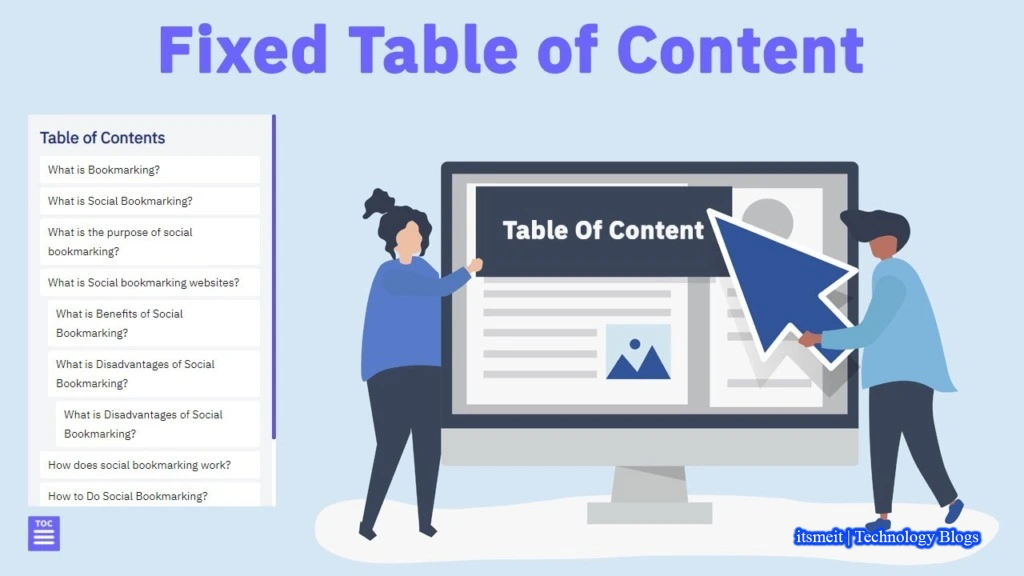 Fixed Table of Content
Table of Contents
What is Bookmarking?
What is Social Bookmarking?
What is the purpose of social
bookmarking?
What is Social bookmarking websites?
What is Benefits of Social
Bookmarking?
What is Disadvantages of Social
Bookmarking?
What is Disadvantages of Social
Bookmarking?
How does social bookmarking work?
How to Do Social Bookmarking?
TOC
Table Of Content
itsmeit | Technology Blogs